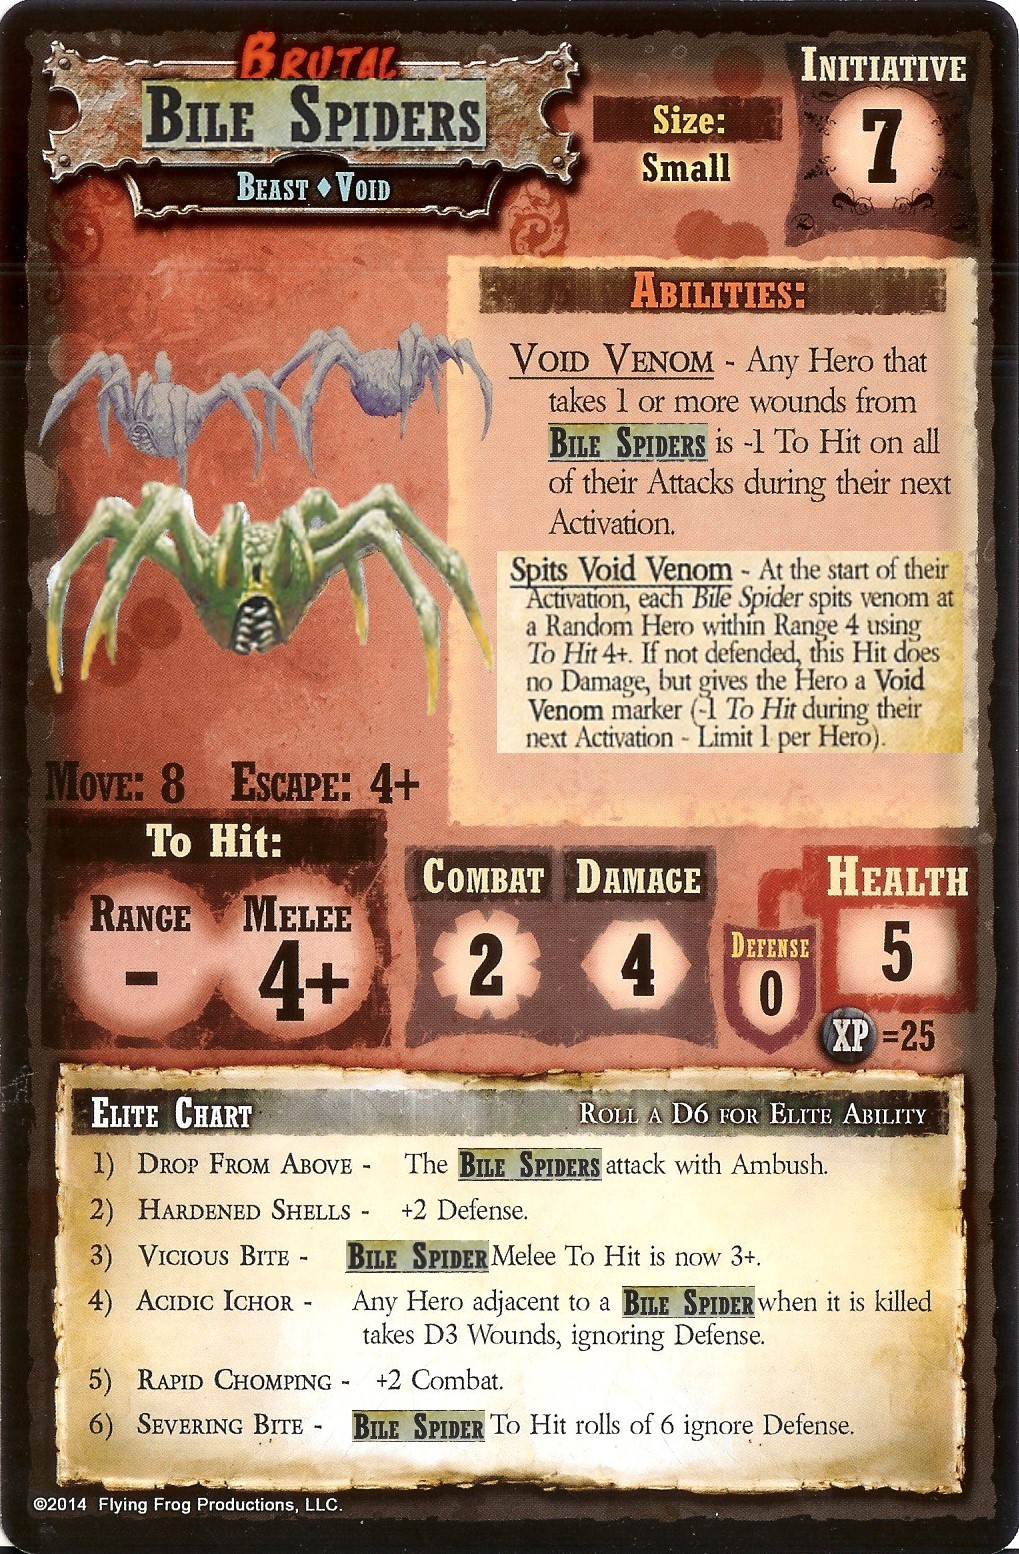 BRUTAL
BILE SPIDERS
BEAST ♦ VOID
Size:
Small
INITIATIVE
7
ABILITIES:
VOID VENOM - Any Hero that
takes 1 or more wounds from
BILE SPIDERS is -1 To Hit on all
of their Attacks during their next
Activation.
Spits Void Venom - At the start of their
Activation, each Bile Spider spits venom at
a Random Hero within Range 4 using
To Hit 4+. If not defended, this Hit does
no Damage, but gives the Hero a Void
Venom marker (-1 To Hit during their
next Activation - Limit 1 per Hero).
MOVE: 8 ESCAPE: 4+
TO HIT:
RANGE MELEE
- 4+
COMBAT DAMAGE
2 4
DEFENSE
0
HEALTH
5
XP =25
ELITE CHART ROLL A D6 FOR ELITE ABILITY
1) DROP FROM ABOVE - The BILE SPIDERS attack with Ambush.
2) HARDENED SHELLS - +2 Defense.
3) VICIOUS BITE - BILE SPIDER Melee To Hit is now 3+.
4) ACIDIC ICHOR - Any Hero adjacent to a BILE SPIDER when it is killed
takes D3 Wounds, ignoring Defense.
5) RAPID CHOMPING - +2 Combat.
6) SEVERING BITE - BILE SPIDER To Hit rolls of 6 ignore Defense.
©2014 Flying Frog Productions, LLC.